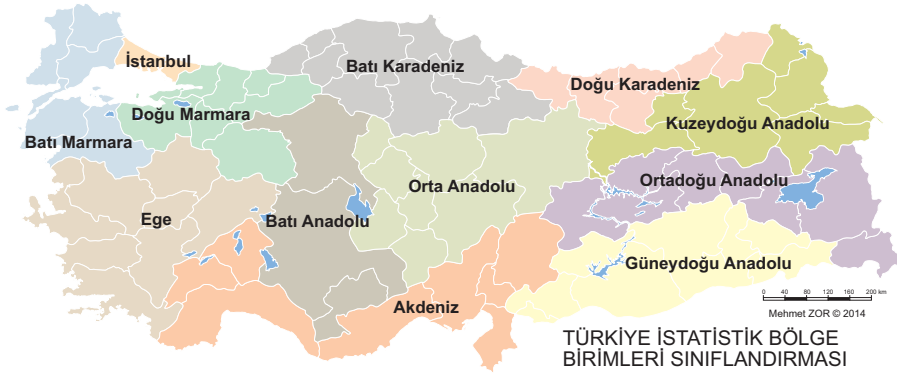 İstanbul
Batı Karadeniz
Doğu Karadeniz
Doğu Marmara
Kuzeydoğu Anadolu
Batı Marmara
Ortadoğu Anadolu
Orta Anadolu
Ege
Batı Anadolu
Güneydoğu Anadolu
Akdeniz
0 40 80 120 160 200 km
Mehmet ZOR © 2014
TÜRKİYE İSTATİSTİK BÖLGE
BİRİMLERİ SINIFLANDIRMASI